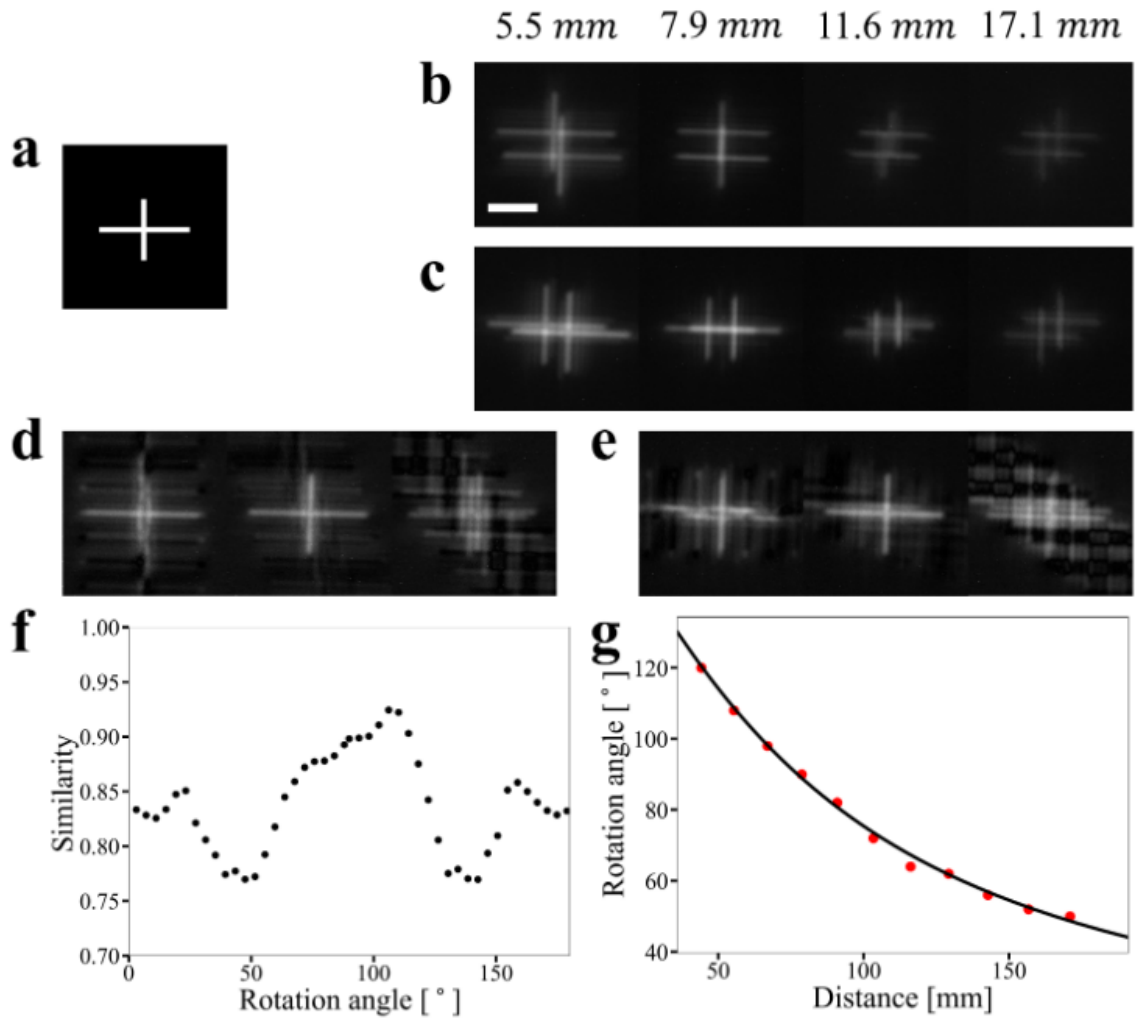 5.5 mm 7.9 mm 11.6 mm 17.1 mm
b
a
c
d
e
f
1.00
0.95
0.90
0.85
0.80
0.75
0.70
Similarity
0 50 100 150
Rotation angle [ ° ]
g
120
100
80
60
40
Rotation angle [ ° ]
50 100 150
Distance [mm]